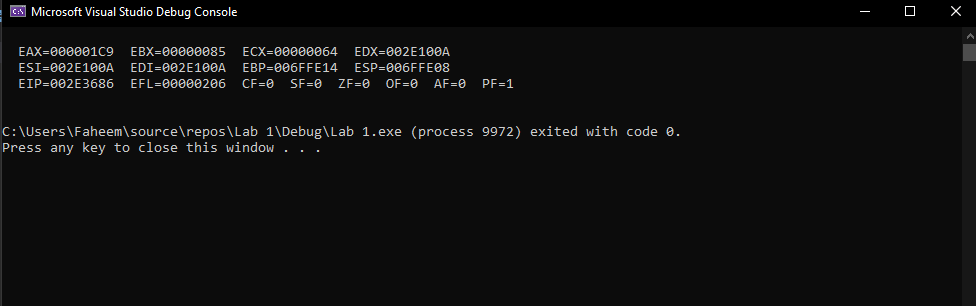 Microsoft Visual Studio Debug Console
EAX=000001C9  EBX=00000085  ECX=00000064  EDX=002E100A
ESI=002E100A  EDI=002E100A  EBP=006FFE14  ESP=006FFE08
EIP=002E3686  EFL=00000206  CF=0  SF=0  ZF=0  OF=0  AF=0  PF=1
C:\Users\Faheem\source\repos\Lab 1\Debug\Lab 1.exe (process 9972) exited with code 0.
Press any key to close this window . . .